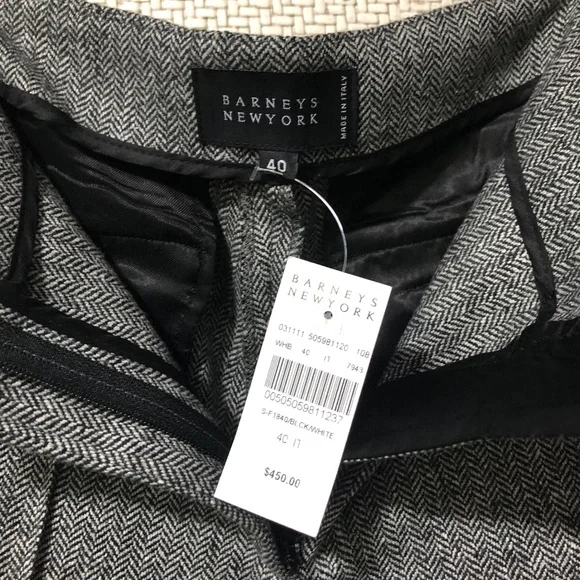 BARNEYS
NEWYORK
MADE IN ITALY
40
BARNEYS
NEWYORK
031111 505981120 108
WHB 40 IT 7943
00505059811237
S-F1840/BLCK/WHITE
40 IT
$450.00